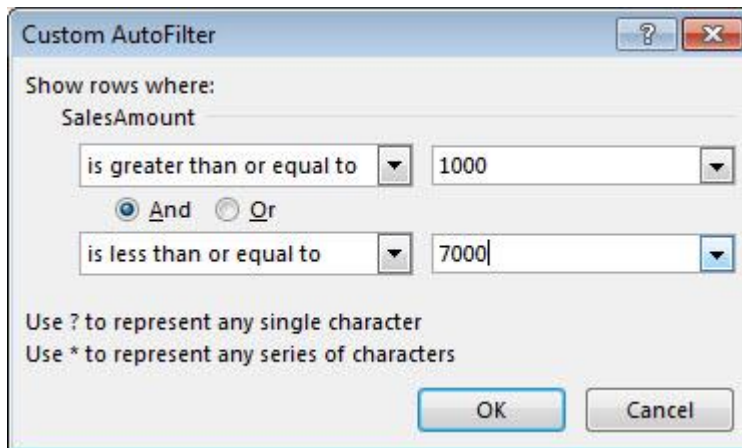 Custom AutoFilter
Show rows where:
SalesAmount
is greater than or equal to 1000
And Or
is less than or equal to 7000
Use ? to represent any single character
Use * to represent any series of characters
OK Cancel